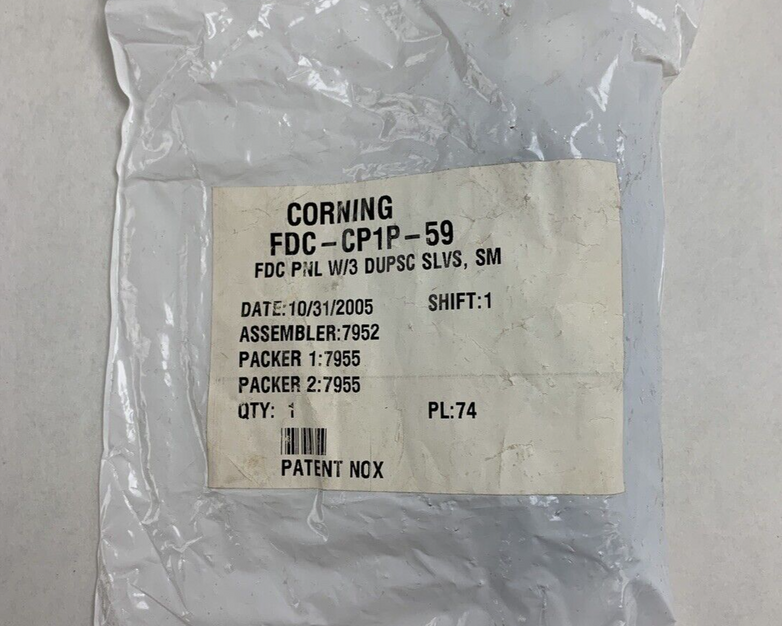 CORNING
FDC-CP1P-59
FDC PNL W/3 DUPSC SLVS, SM
DATE:10/31/2005 SHIFT:1
ASSEMBLER:7952
PACKER 1:7955
PACKER 2:7955
QTY: 1 PL:74
PATENT NOX